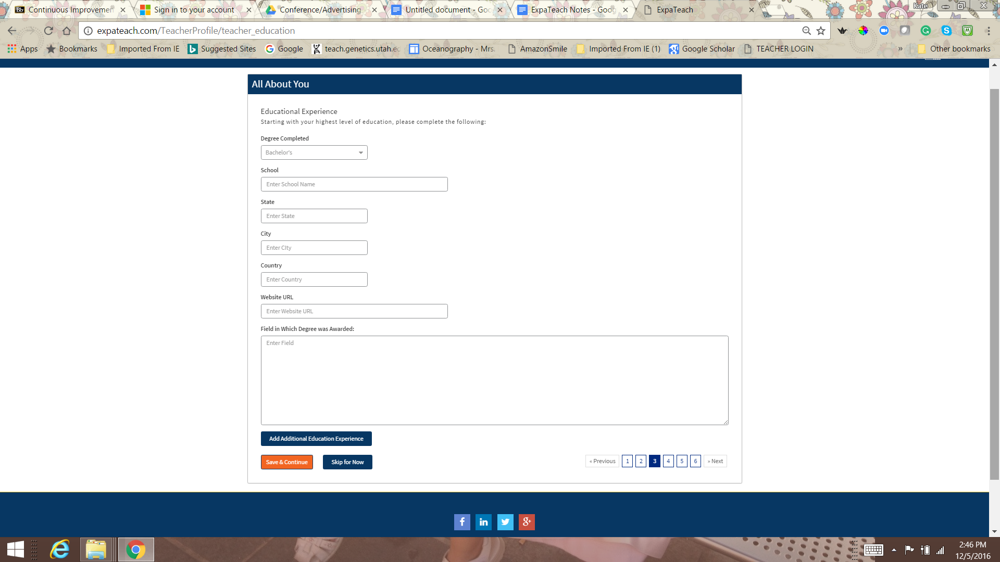 Bb Continuous Improvemen
Sign in to your account
Conference/Advertising
Untitled document - Goo
ExpaTeach Notes - Goog
ExpaTeach
Kate
expateach.com/TeacherProfile/teacher_education
Apps
Bookmarks
Imported From IE
Suggested Sites
Google
teach.genetics.utah.ec
Oceanography - Mrs.
AmazonSmile
Imported From IE (1)
Google Scholar
TEACHER LOGIN
»
Other bookmarks
All About You
Educational Experience
Starting with your highest level of education, please complete the following:
Degree Completed
Bachelor's
School
Enter School Name
State
Enter State
City
Enter CIty
Country
Enter Country
Website URL
Enter Website URL
Field in Which Degree was Awarded:
Enter Field
Add Additional Education Experience
Save & Continue
Skip for Now
« Previous 1 2 3 4 5 6 » Next
f in g+
2:46 PM
12/5/2016